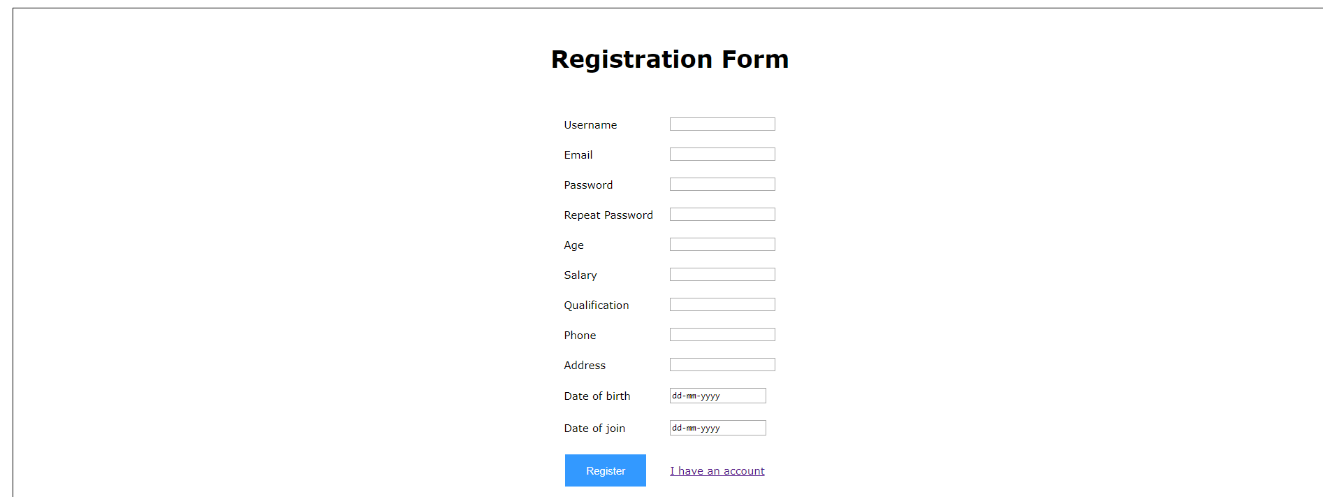 Registration Form
Username
Email
Password
Repeat Password
Age
Salary
Qualification
Phone
Address
Date of birth dd-mm-yyyy
Date of join dd-mm-yyyy
Register I have an account